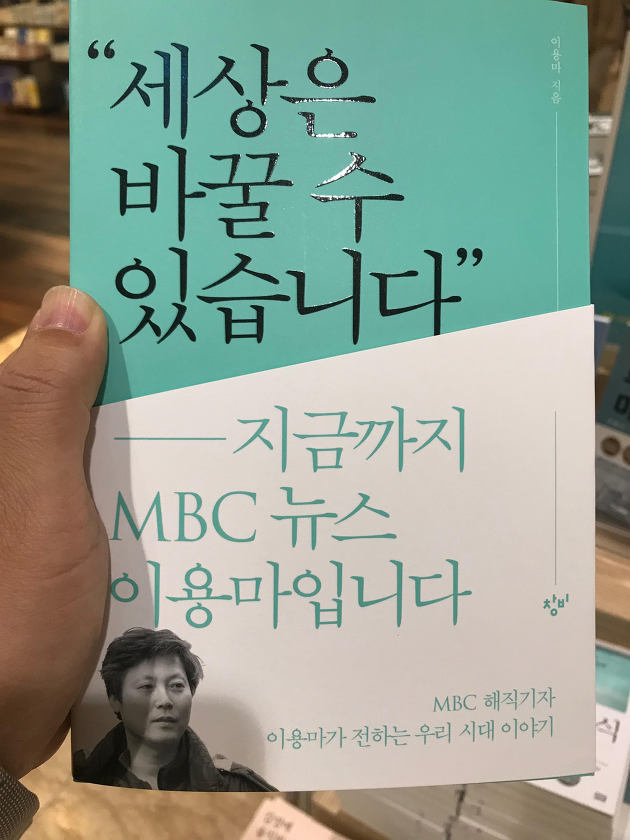 “세상은
바꿀 수
있습니다”
이용마 지음
지금까지
MBC 뉴스
이용마입니다
창비
MBC 해직기자
이용마가 전하는 우리 시대 이야기